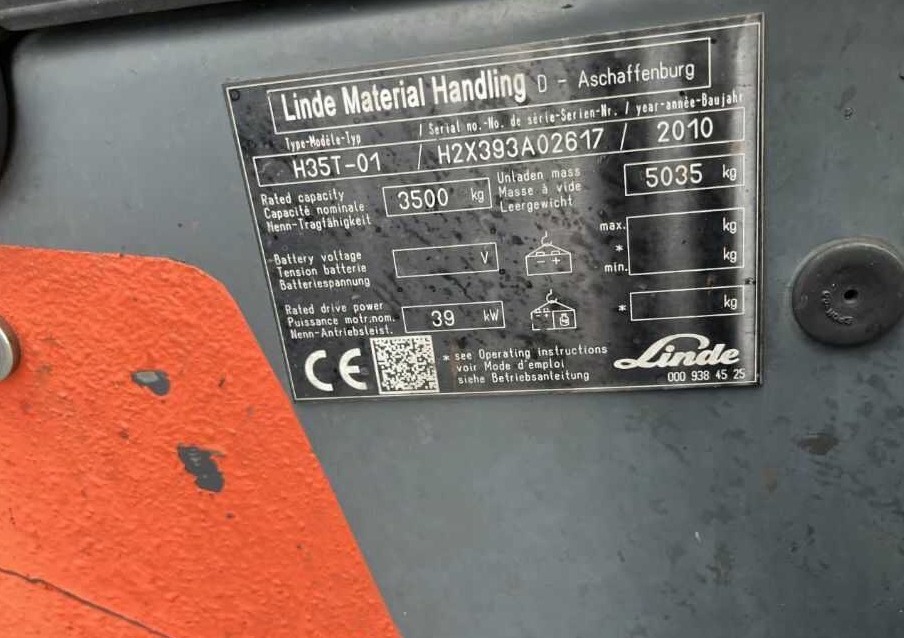 Linde Material Handling D - Aschaffenburg
Type-Modèle-Typ / Serial no.-No. de série-Serien-Nr. / year-année-Baujahr
H35T-01 / H2X393A02617 / 2010
Rated capacity
Capacité nominale
Nenn-Tragfähigkeit
3500 kg
Unladen mass
Masse à vide
Leergewicht
5035 kg
Battery voltage
Tension batterie
Batteriespannung
V
- +
max. kg
*
min. kg
Rated drive power
Puissance motr.nom.
Nenn-Antriebsleist.
39 kW
* kg
CE
* see Operating instructions
voir Mode d'emploi
siehe Betriebsanleitung
Linde
000 938 45 25